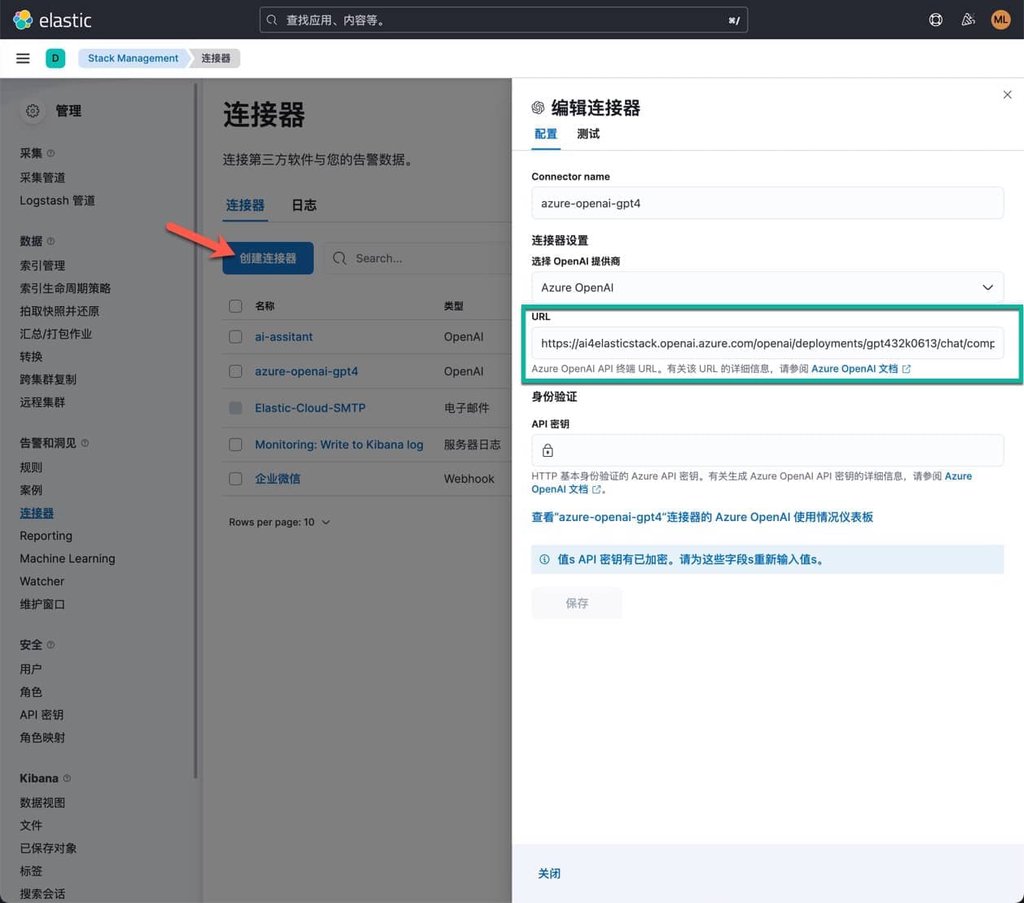 elastic
查找应用、内容等。
⌘/
ML
D
Stack Management
连接器
管理
采集
采集管道
Logstash 管道
数据
索引管理
索引生命周期策略
拍取快照并还原
汇总/打包作业
转换
跨集群复制
远程集群
告警和洞见
规则
案例
连接器
Reporting
Machine Learning
Watcher
维护窗口
安全
用户
角色
API 密钥
角色映射
Kibana
数据视图
文件
已保存对象
标签
搜索会话
连接器
连接第三方软件与您的告警数据。
连接器 日志
创建连接器
Search...
名称 类型
ai-assitant OpenAI
azure-openai-gpt4 OpenAI
Elastic-Cloud-SMTP 电子邮件
Monitoring: Write to Kibana log 服务器日志
企业微信 Webhook
Rows per page: 10
编辑连接器
配置 测试
Connector name
azure-openai-gpt4
连接器设置
选择 OpenAI 提供商
Azure OpenAI
URL
https://ai4elasticstack.openai.azure.com/openai/deployments/gpt432k0613/chat/comp
Azure OpenAI API 终端 URL。有关该 URL 的详细信息，请参阅 Azure OpenAI 文档
身份验证
API 密钥
HTTP 基本身份验证的 Azure API 密钥。有关生成 Azure OpenAI API 密钥的详细信息，请参阅 Azure
OpenAI 文档。
查看“azure-openai-gpt4”连接器的 Azure OpenAI 使用情况仪表板
值s API 密钥有已加密。请为这些字段s重新输入值s。
保存
关闭